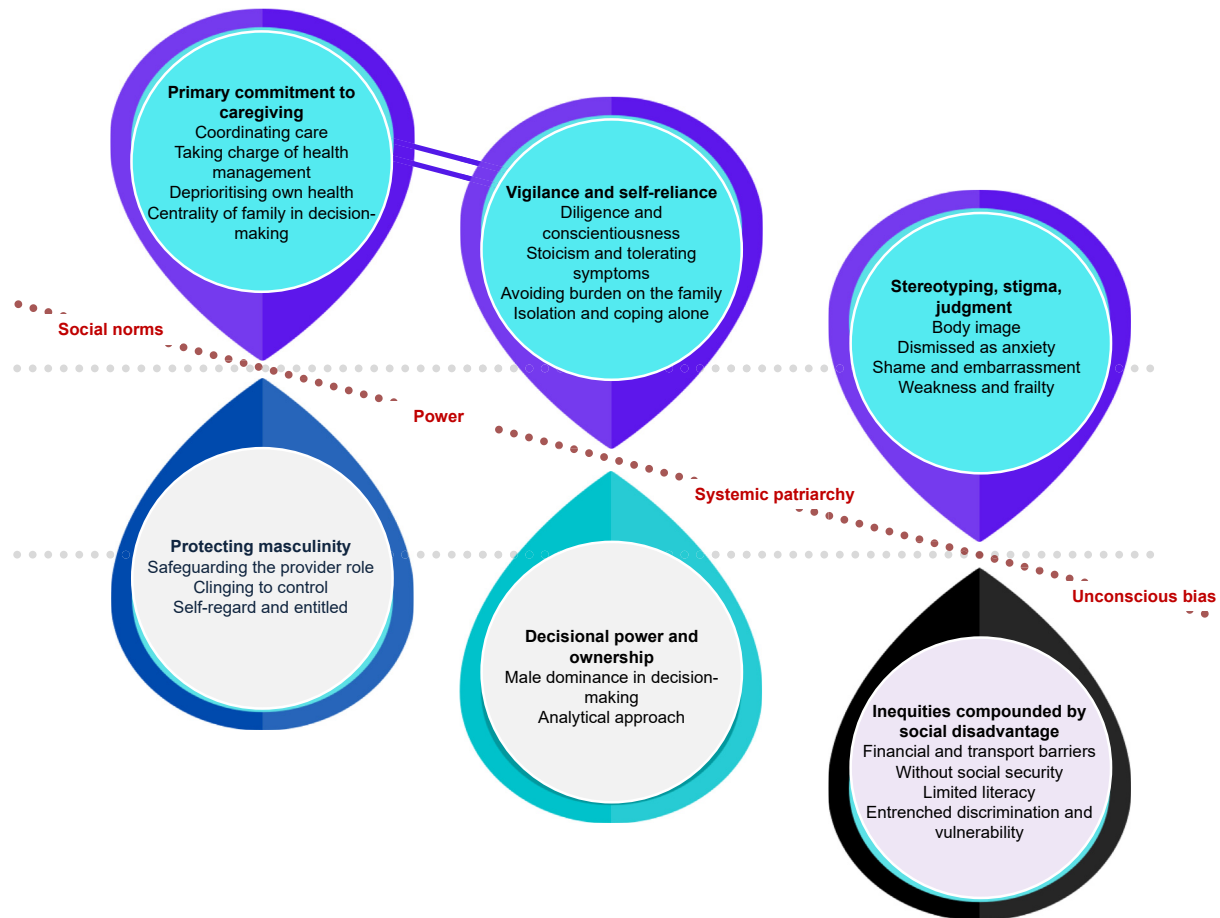 Primary commitment to
caregiving
Coordinating care
Taking charge of health
management
Deprioritising own health
Centrality of family in decision-
making
Vigilance and self-reliance
Diligence and
conscientiousness
Stoicism and tolerating
symptoms
Avoiding burden on the family
Isolation and coping alone
Stereotyping, stigma,
judgment
Body image
Dismissed as anxiety
Shame and embarrassment
Weakness and frailty
Social norms
Power
Systemic patriarchy
Unconscious bias
Protecting masculinity
Safeguarding the provider role
Clinging to control
Self-regard and entitled
Decisional power and
ownership
Male dominance in decision-
making
Analytical approach
Inequities compounded by
social disadvantage
Financial and transport barriers
Without social security
Limited literacy
Entrenched discrimination and
vulnerability